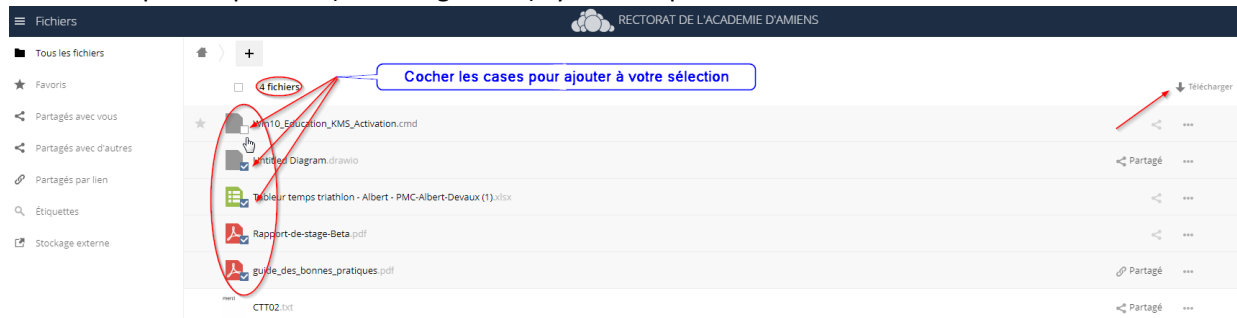 Fichiers
RECTORAT DE L'ACADEMIE D'AMIENS
Tous les fichiers
Favoris
Partagés avec vous
Partagés avec d'autres
Partagés par lien
Étiquettes
Stockage externe
+
Cocher les cases pour ajouter à votre sélection
4 fichiers
Télécharger
Win10_Education_KMS_Activation.cmd
Untitled Diagram.drawio
Partagé
Tableur temps triathlon - Albert - PMC-Albert-Devaux (1).xlsx
Rapport-de-stage-Beta.pdf
guide_des_bonnes_pratiques.pdf
Partagé
merci
CTT02.txt
Partagé